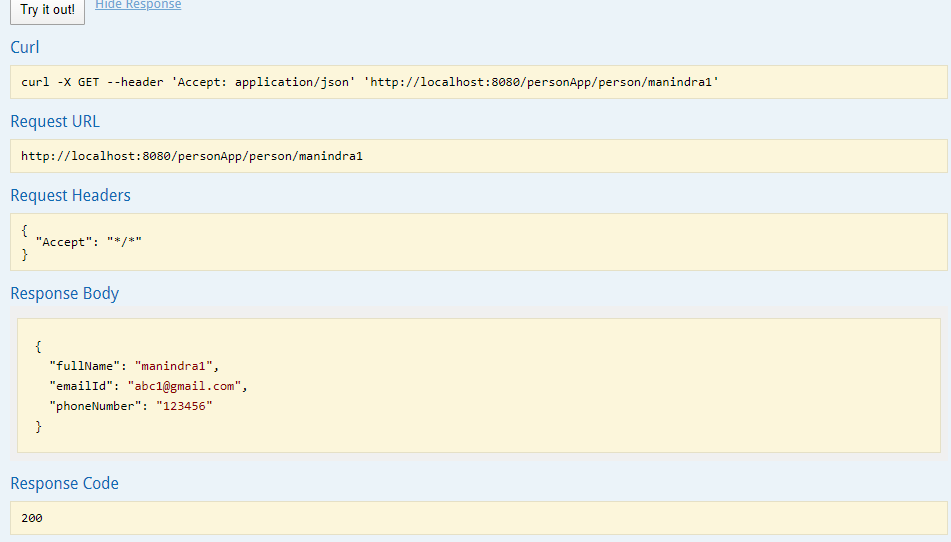 Try it out! Hide Response
Curl
curl -X GET --header 'Accept: application/json' 'http://localhost:8080/personApp/person/manindra1'
Request URL
http://localhost:8080/personApp/person/manindra1
Request Headers
{
"Accept": "*/*"
}
Response Body
{
"fullName": "manindra1",
"emailId": "abc1@gmail.com",
"phoneNumber": "123456"
}
Response Code
200